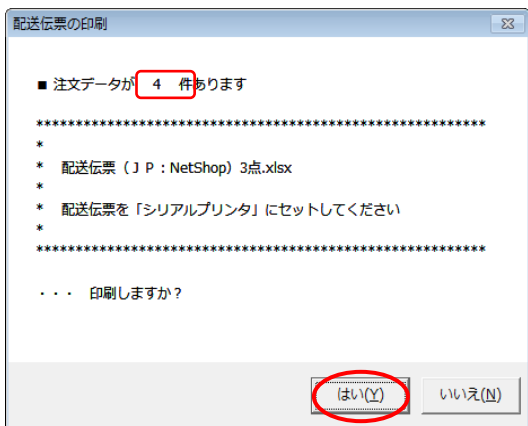 配送伝票の印刷
■ 注文データが 4 件あります
*********************************************************
*
* 配送伝票（ＪＰ：NetShop）3点.xlsx
*
* 配送伝票を「シリアルプリンタ」にセットしてください
*
*********************************************************
・・・ 印刷しますか？
はい(Y) いいえ(N)